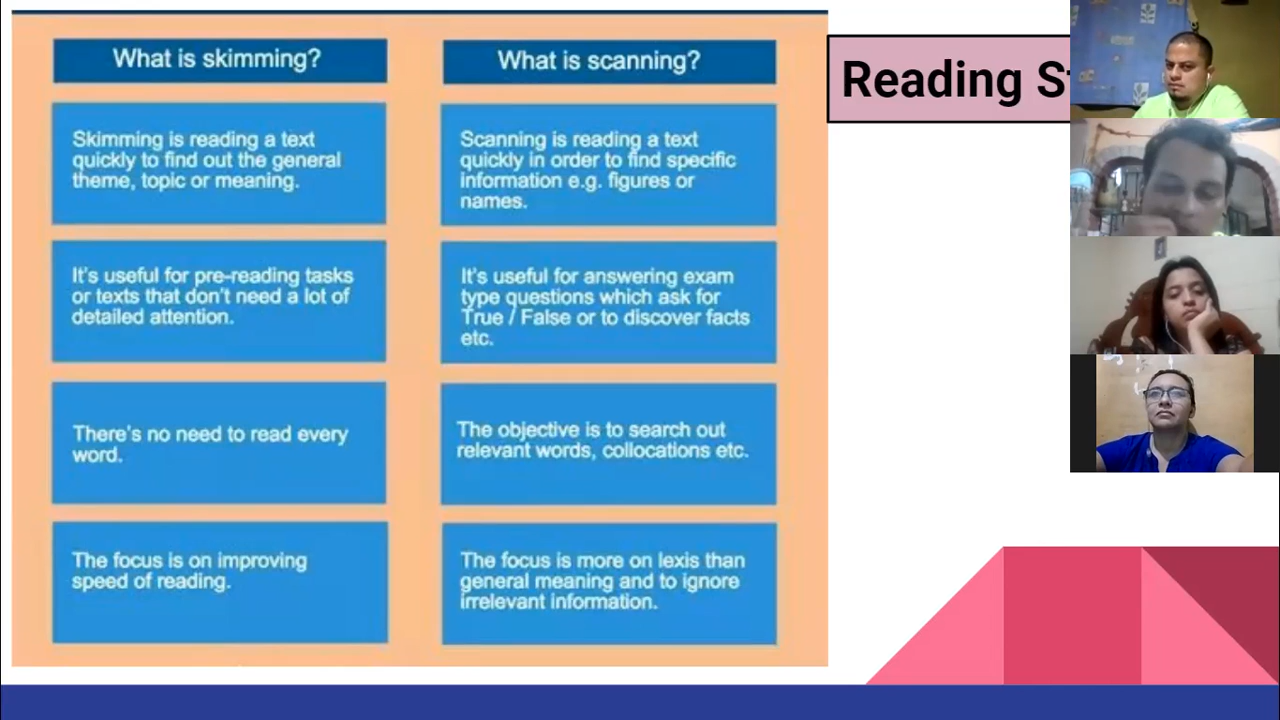 What is skimming?
Skimming is reading a text
quickly to find out the general
theme, topic or meaning.
It's useful for pre-reading tasks
or texts that don't need a lot of
detailed attention.
There's no need to read every
word.
The focus is on improving
speed of reading.
What is scanning?
Scanning is reading a text
quickly in order to find specific
information e.g. figures or
names.
It's useful for answering exam
type questions which ask for
True / False or to discover facts
etc.
The objective is to search out
relevant words, collocations etc.
The focus is more on lexis than
general meaning and to ignore
irrelevant information.
Reading